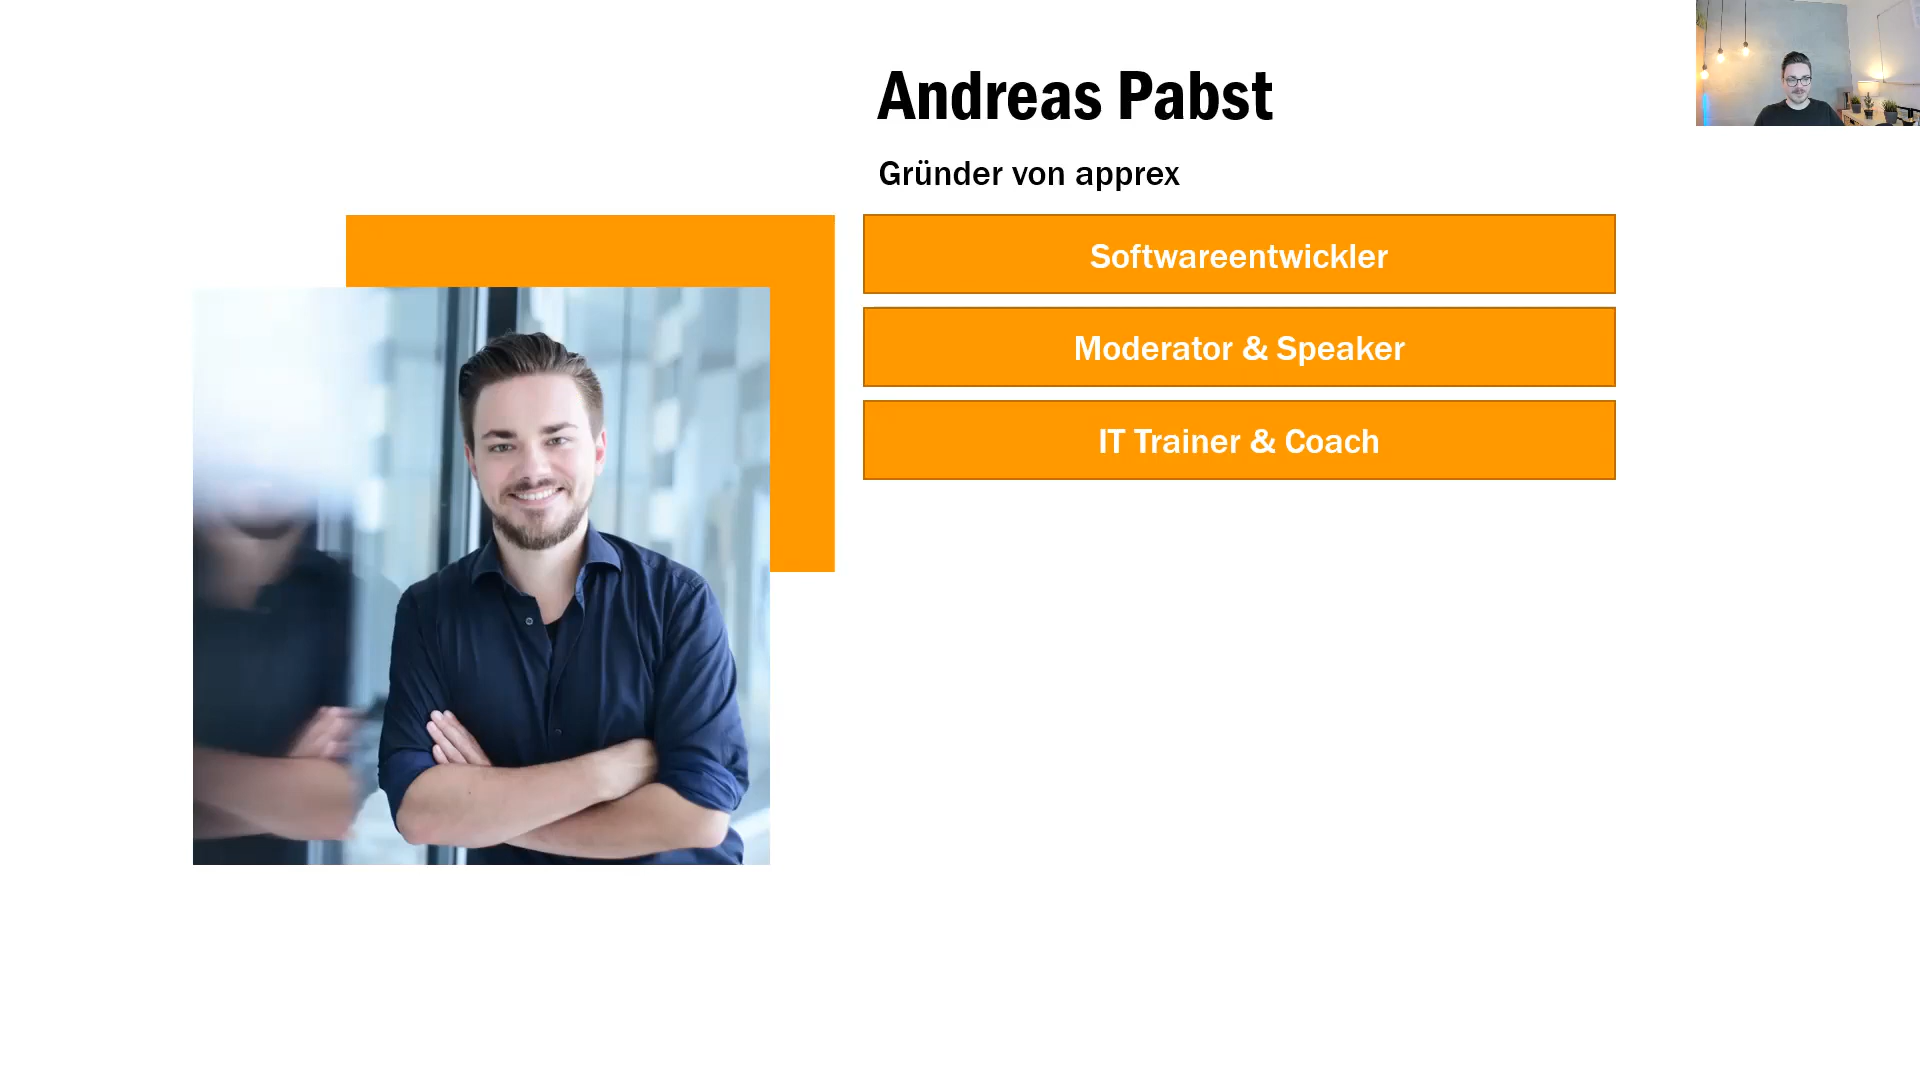 Andreas Pabst
Gründer von apprex
Softwareentwickler
Moderator & Speaker
IT Trainer & Coach